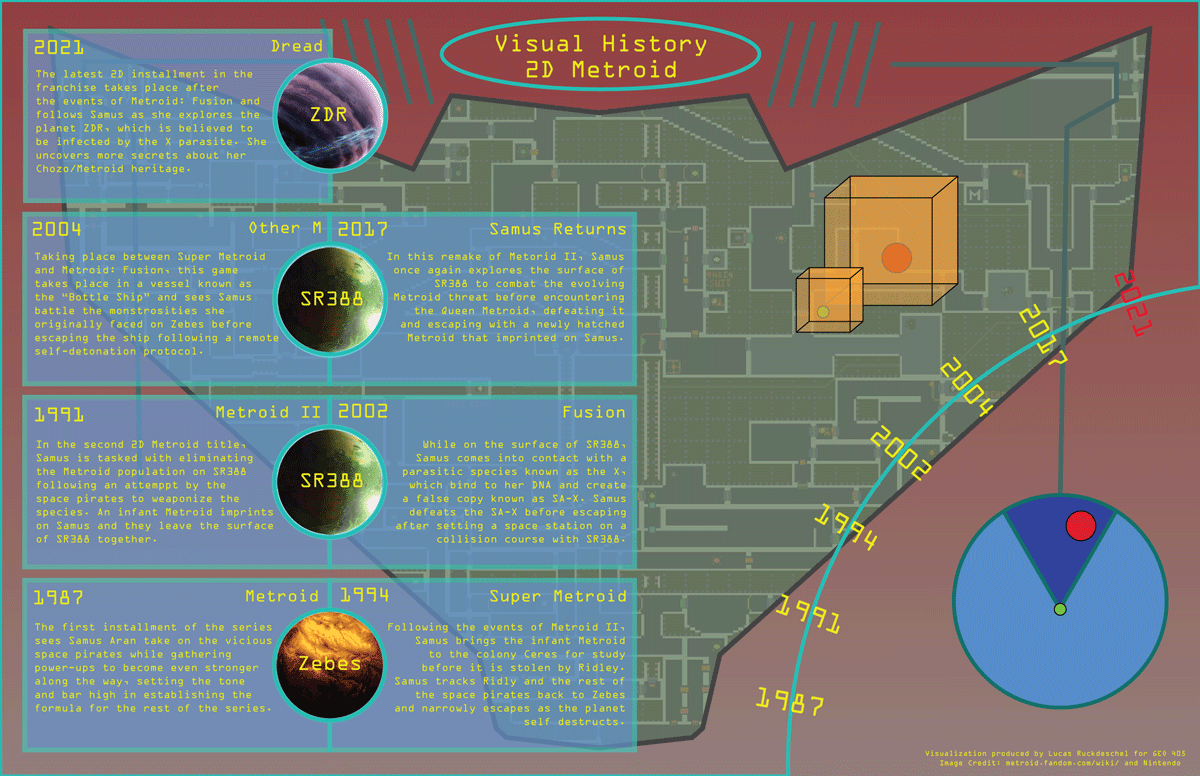 Visual History
2D Metroid
2021
Dread
The latest 2D installment in the
franchise takes place after
the events of Metroid: Fusion and
follows Samus as she explores the
planet ZDR, which is believed to
be infected by the X parasite. She
uncovers more secrets about her
Chozo/Metroid heritage.
ZDR
2004
Other M
Taking place between Super Metroid
and Metroid: Fusion, this game
takes place in a vessel known as
the "Bottle Ship" and sees Samus
battle the monstrosities she
originally faced on Zebes before
escaping the ship following a remote
self-detonation protocol.
SR388
2017
Samus Returns
In this remake of Metorid II, Samus
once again explores the surface of
SR388 to combat the evolving
Metroid threat before encountering
the Queen Metroid, defeating it
and escaping with a newly hatched
Metroid that imprinted on Samus.
1991
Metroid II
In the second 2D Metroid title,
Samus is tasked with eliminating
the Metroid population on SR388
following an attemppt by the
space pirates to weaponize the
species. An infant Metroid imprints
on Samus and they leave the surface
of SR388 together.
SR388
2002
Fusion
While on the surface of SR388,
Samus comes into contact with a
parasitic species known as the X,
which bind to her DNA and create
a false copy known as SA-X. Samus
defeats the SA-X before escaping
after setting a space station on a
collision course with SR388.
1987
Metroid
The first installment of the series
sees Samus Aran take on the vicious
space pirates while gathering
power-ups to become even stronger
along the way, setting the tone
and bar high in establishing the
formula for the rest of the series.
Zebes
1994
Super Metroid
Following the events of Metroid II,
Samus brings the infant Metroid
to the colony Ceres for study
before it is stolen by Ridley.
Samus tracks Ridly and the rest of
the space pirates back to Zebes
and narrowly escapes as the planet
self destructs.
2021
2017
2004
2002
1994
1991
1987
M
Visualization produced by Lucas Ruckdeschel for GEO 403
Image Credit: metroid.fandom.com/wiki/ and Nintendo